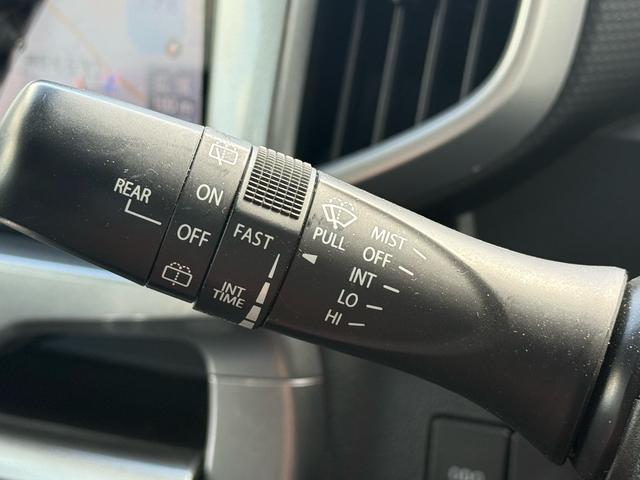 REAR
ON
OFF
FAST
INT
TIME
PULL
MIST
OFF
INT
LO
HI